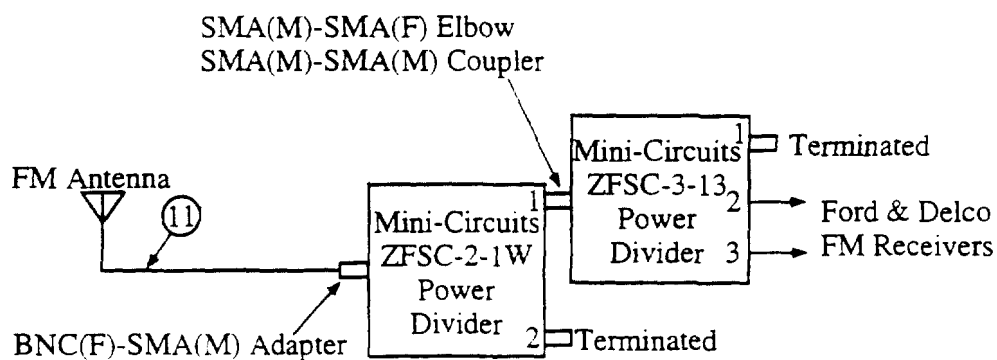 SMA(M)-SMA(F) Elbow
SMA(M)-SMA(M) Coupler
FM Antenna
11
BNC(F)-SMA(M) Adapter
Mini-Circuits
ZFSC-2-1W
Power
Divider
1
2
Terminated
Mini-Circuits
ZFSC-3-13
Power
Divider
1
2
3
Terminated
Ford & Delco
FM Receivers